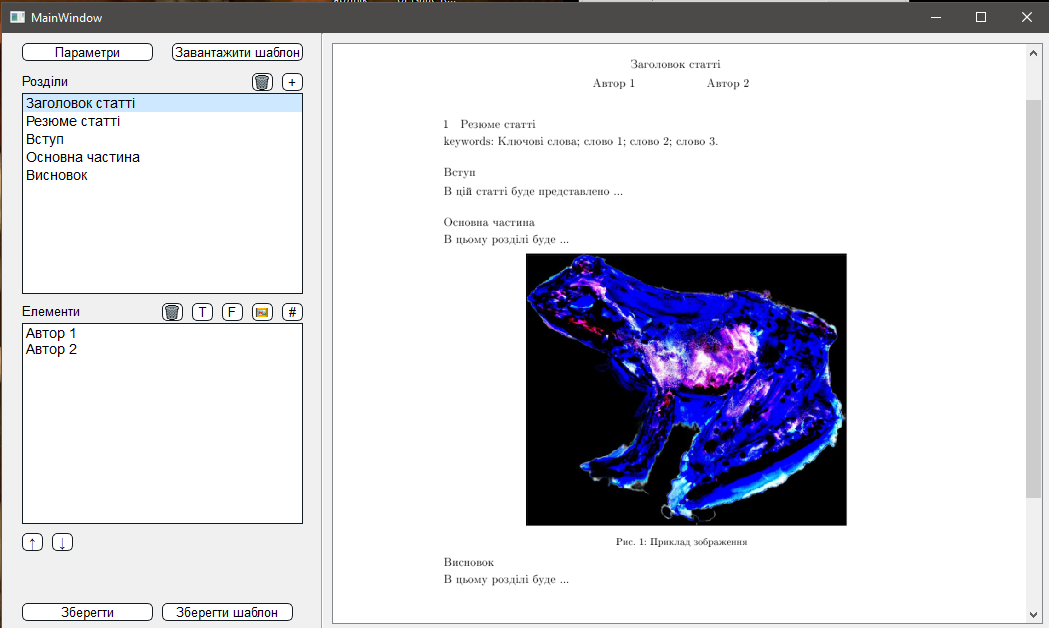 MainWindow
Параметри
Завантажити шаблон
Розділи
+
Заголовок статті
Резюме статті
Вступ
Основна частина
Висновок
Елементи
T
F
#
Автор 1
Автор 2
↑
↓
Зберегти
Зберегти шаблон
Заголовок статті
Автор 1 Автор 2
1 Резюме статті
keywords: Ключові слова; слово 1; слово 2; слово 3.
Вступ
В цій статті буде представлено ...
Основна частина
В цьому розділі буде ...
Рис. 1: Приклад зображення
Висновок
В цьому розділі буде ...